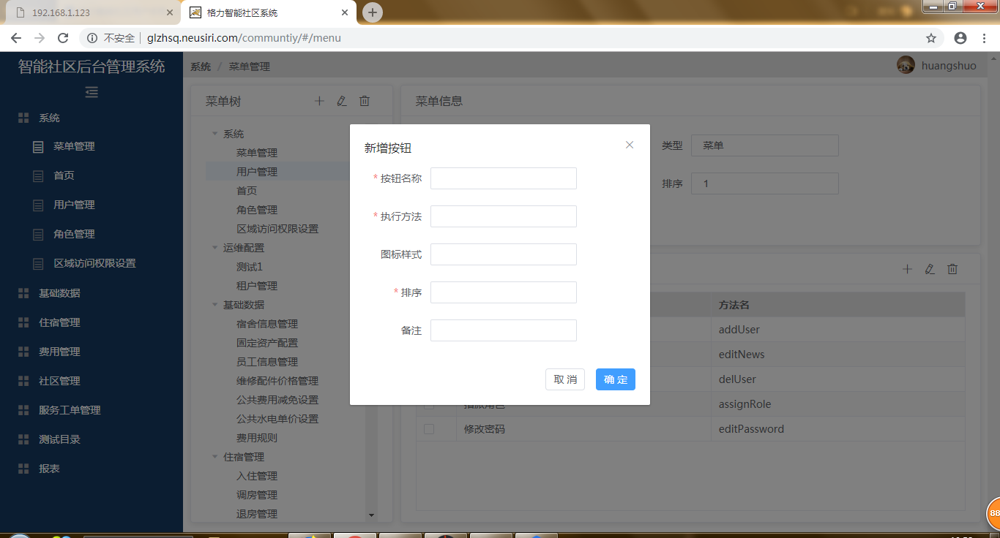 192.168.1.123
格力智能社区系统
不安全
glzhsq.neusiri.com/communtiy/#/menu
智能社区后台管理系统
系统
菜单管理
首页
用户管理
角色管理
区域访问权限设置
基础数据
住宿管理
费用管理
社区管理
服务工单管理
测试目录
报表
系统 / 菜单管理
huangshuo
菜单树
系统
菜单管理
用户管理
首页
角色管理
区域访问权限设置
运维配置
测试1
租户管理
基础数据
宿舍信息管理
固定资产配置
员工信息管理
维修配件价格管理
公共费用减免设置
公共水电单价设置
费用规则
住宿管理
入住管理
调房管理
退房管理
菜单信息
类型 菜单
排序 1
方法名
addUser
editNews
delUser
指派角色 assignRole
修改密码 editPassword
新增按钮
* 按钮名称
* 执行方法
图标样式
* 排序
备注
取 消 确 定
88